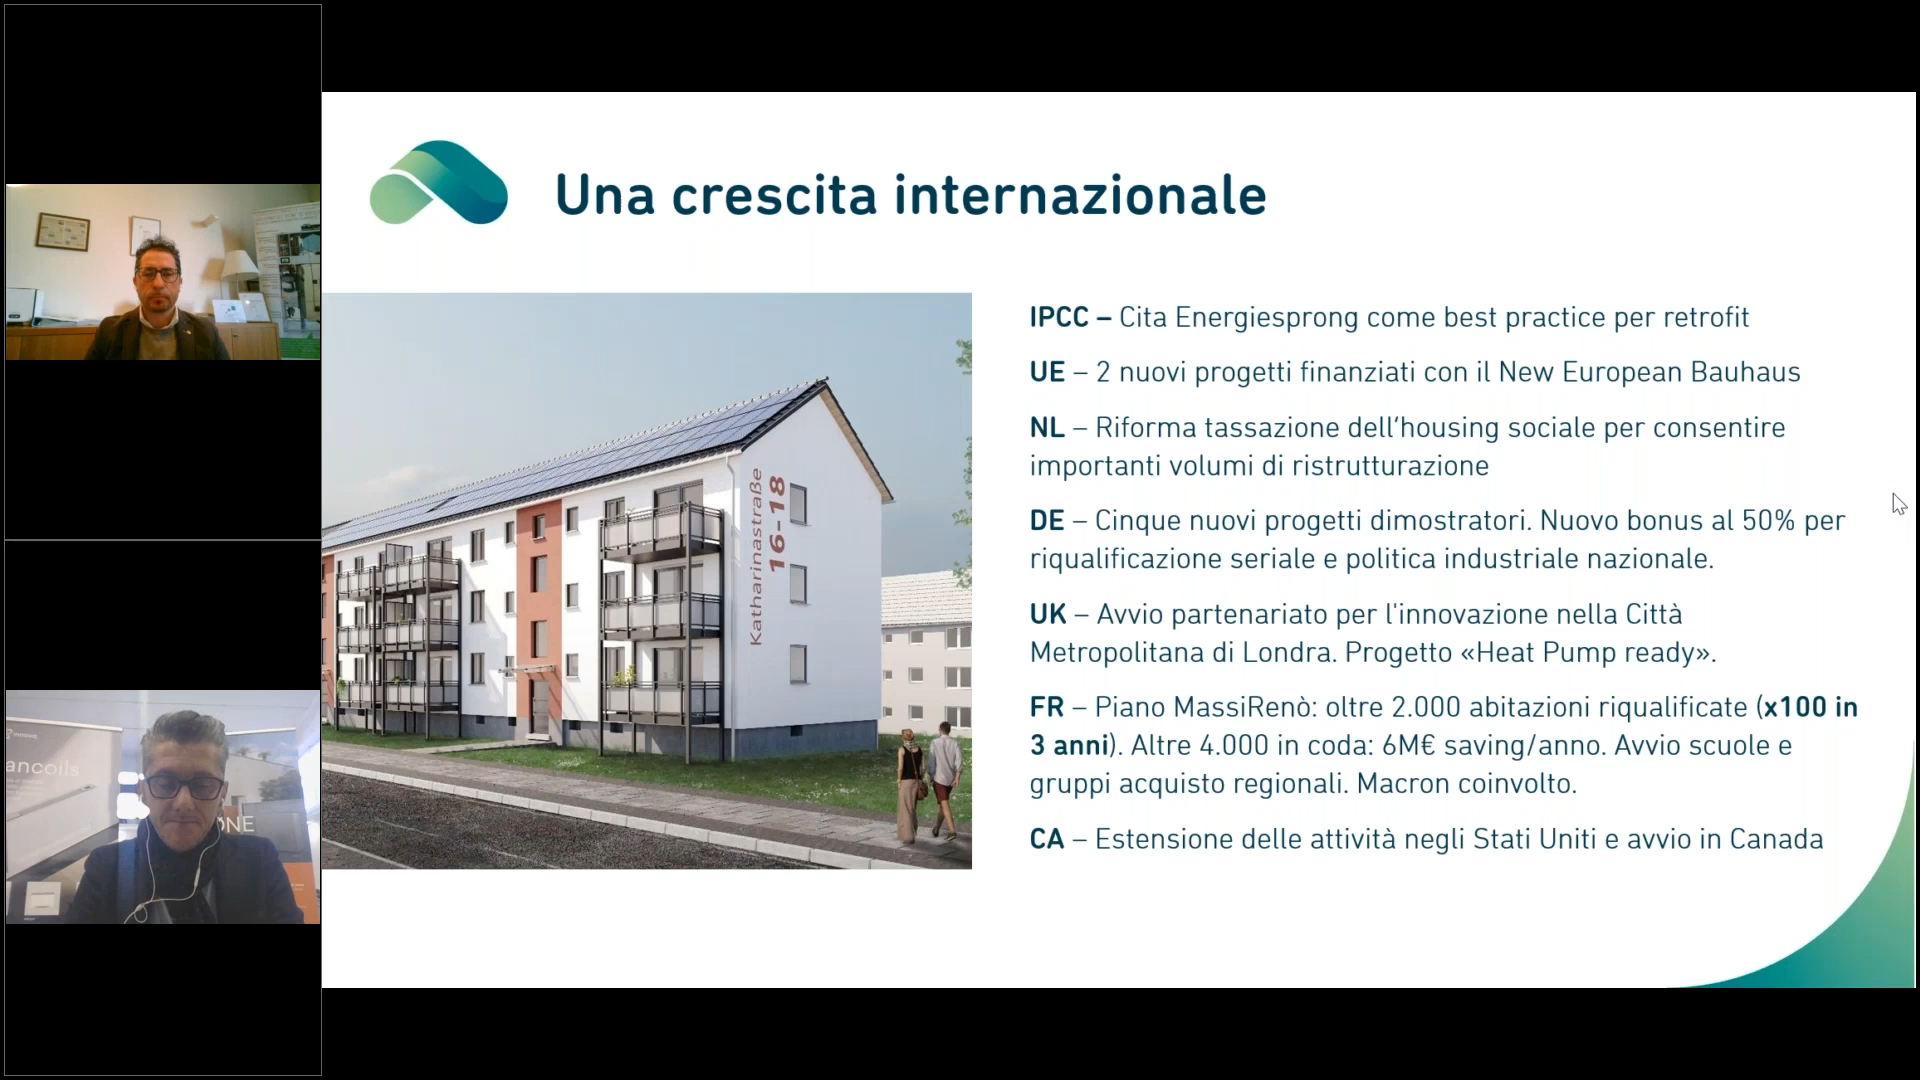 Una crescita internazionale
Katharinastraße
16-18
IPCC – Cita Energiesprong come best practice per retrofit
UE – 2 nuovi progetti finanziati con il New European Bauhaus
NL – Riforma tassazione dell’housing sociale per consentire
importanti volumi di ristrutturazione
DE – Cinque nuovi progetti dimostratori. Nuovo bonus al 50% per
riqualificazione seriale e politica industriale nazionale.
UK – Avvio partenariato per l'innovazione nella Città
Metropolitana di Londra. Progetto «Heat Pump ready».
FR – Piano MassiRenò: oltre 2.000 abitazioni riqualificate (x100 in
3 anni). Altre 4.000 in coda: 6M€ saving/anno. Avvio scuole e
gruppi acquisto regionali. Macron coinvolto.
CA – Estensione delle attività negli Stati Uniti e avvio in Canada
ancoils